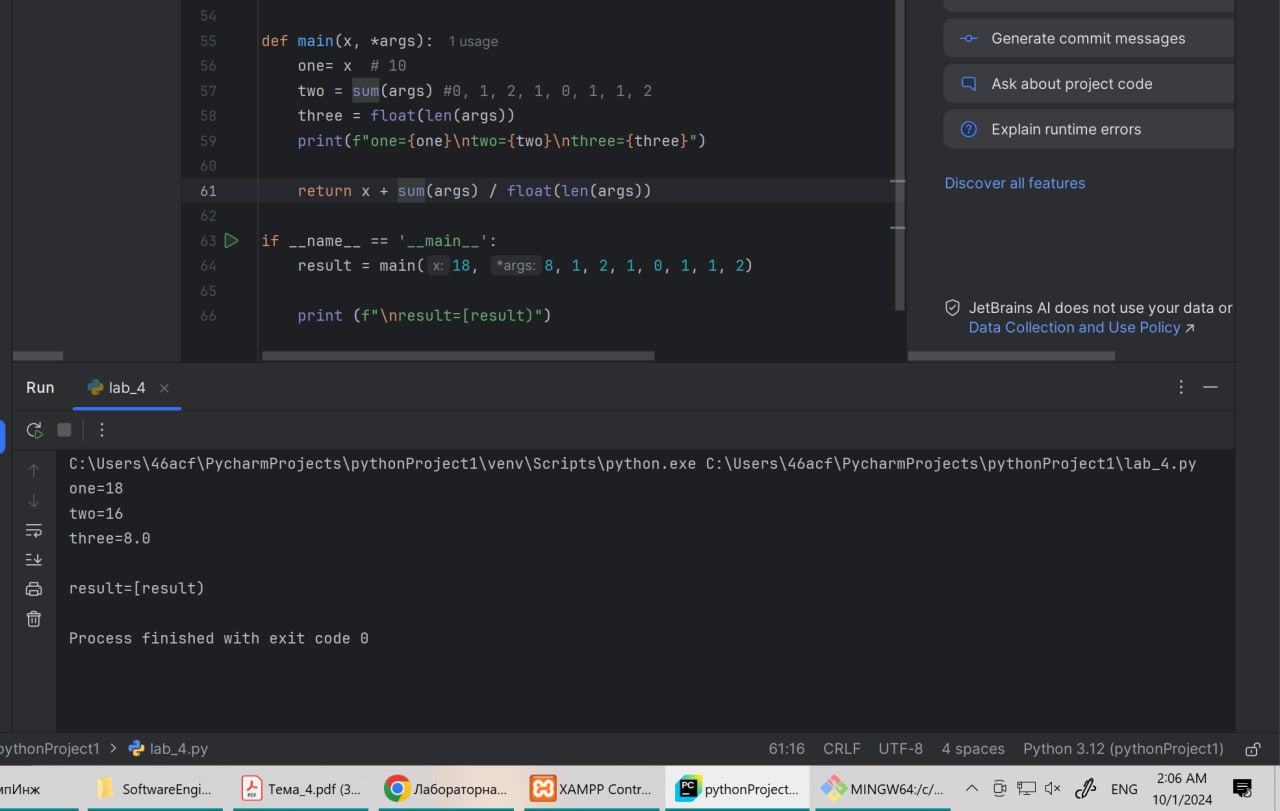 54
55 def main(x, *args): 1 usage
56 one= x # 10
57 two = sum(args) #0, 1, 2, 1, 0, 1, 1, 2
58 three = float(len(args))
59 print(f"one={one}\ntwo={two}\nthree={three}")
60
61 return x + sum(args) / float(len(args))
62
63 if __name__ == '__main__':
64 result = main( x: 18, *args: 8, 1, 2, 1, 0, 1, 1, 2)
65
66 print (f"\nresult=[result)")
Generate commit messages
Ask about project code
Explain runtime errors
Discover all features
JetBrains AI does not use your data or
Data Collection and Use Policy ↗
Run lab_4
C:\Users\46acf\PycharmProjects\pythonProject1\venv\Scripts\python.exe C:\Users\46acf\PycharmProjects\pythonProject1\lab_4.py
one=18
two=16
three=8.0
result=[result)
Process finished with exit code 0
ythonProject1 > lab_4.py 61:16 CRLF UTF-8 4 spaces Python 3.12 (pythonProject1)
мпИнж SoftwareEngi... Тема_4.pdf (З... Лабораторна... XAMPP Contr... pythonProject... MINGW64:/c/... ENG 2:06 AM
10/1/2024